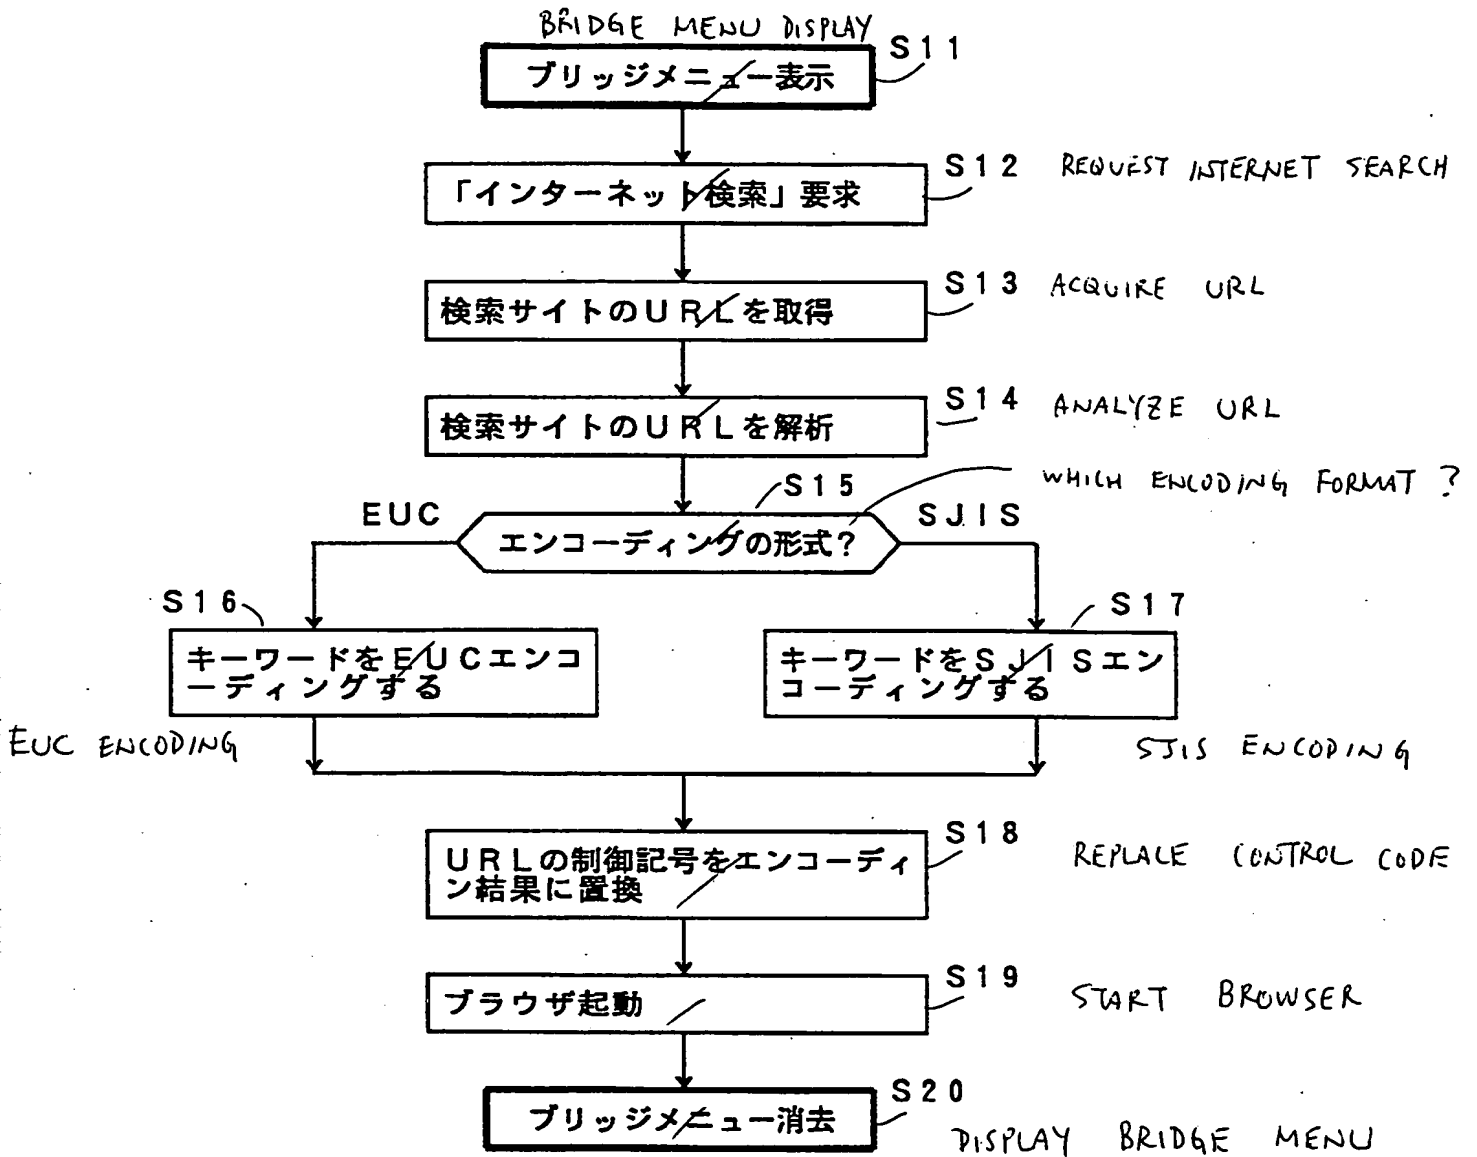 BRIDGE MENU DISPLAY
ブリッジメニュー表示
S11
「インターネット検索」要求
S12 REQUEST INTERNET SEARCH
検索サイトのURLを取得
S13 ACQUIRE URL
検索サイトのURLを解析
S14 ANALYZE URL
S15
WHICH ENCODING FORMAT ?
EUC
エンコーディングの形式?
SJIS
S16
キーワードをEUCエンコ
ーディングする
EUC ENCODING
S17
キーワードをSJISエン
コーディングする
SJIS ENCODING
URLの制御記号をエンコーディ
ン結果に置換
S18
REPLACE CONTROL CODE
ブラウザ起動
S19
START BROWSER
ブリッジメニュー消去
S20
DISPLAY BRIDGE MENU